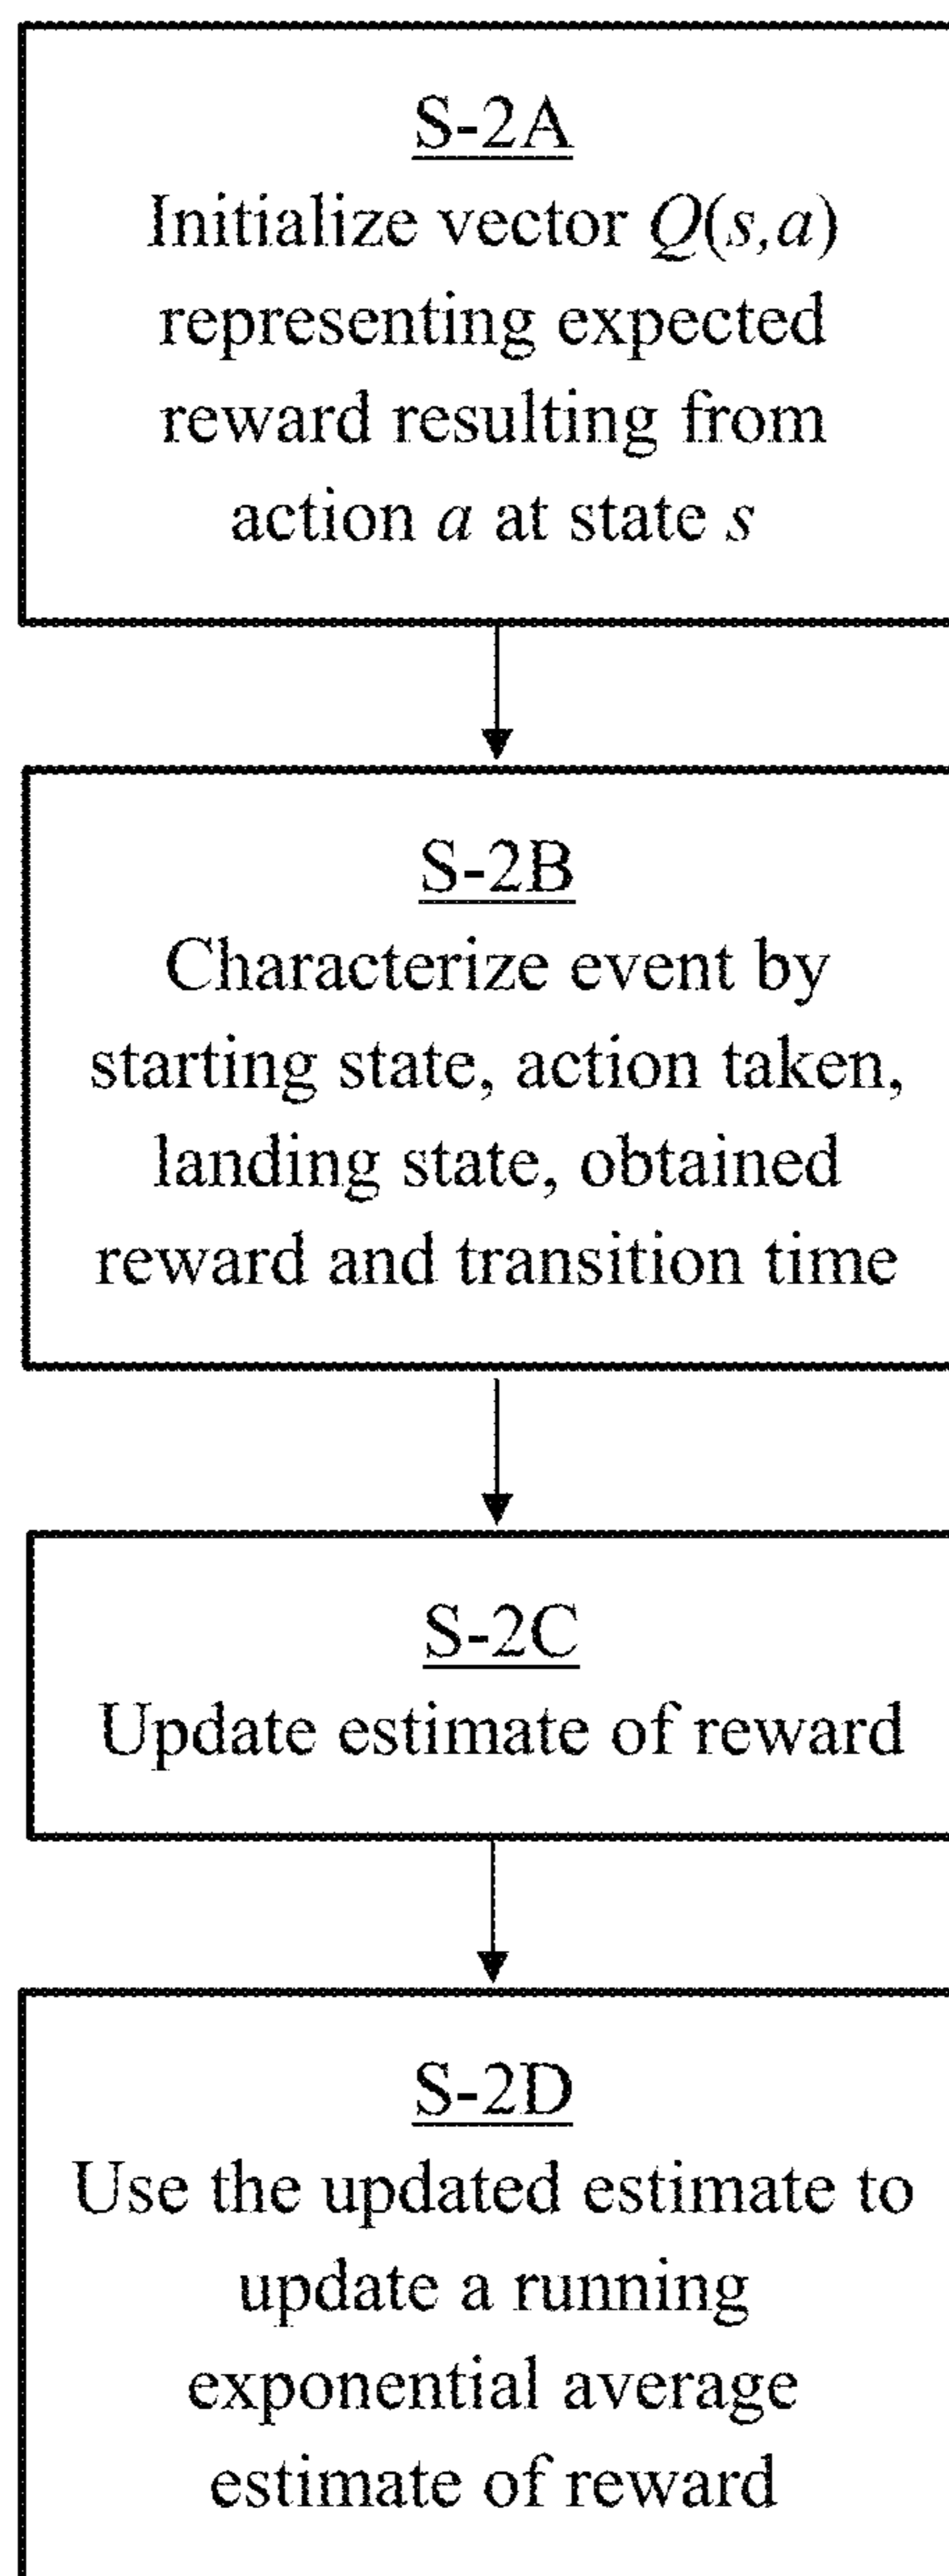 S-2A
Initialize vector Q(s,a)
representing expected
reward resulting from
action a at state s
S-2B
Characterize event by
starting state, action taken,
landing state, obtained
reward and transition time
S-2C
Update estimate of reward
S-2D
Use the updated estimate to
update a running
exponential average
estimate of reward